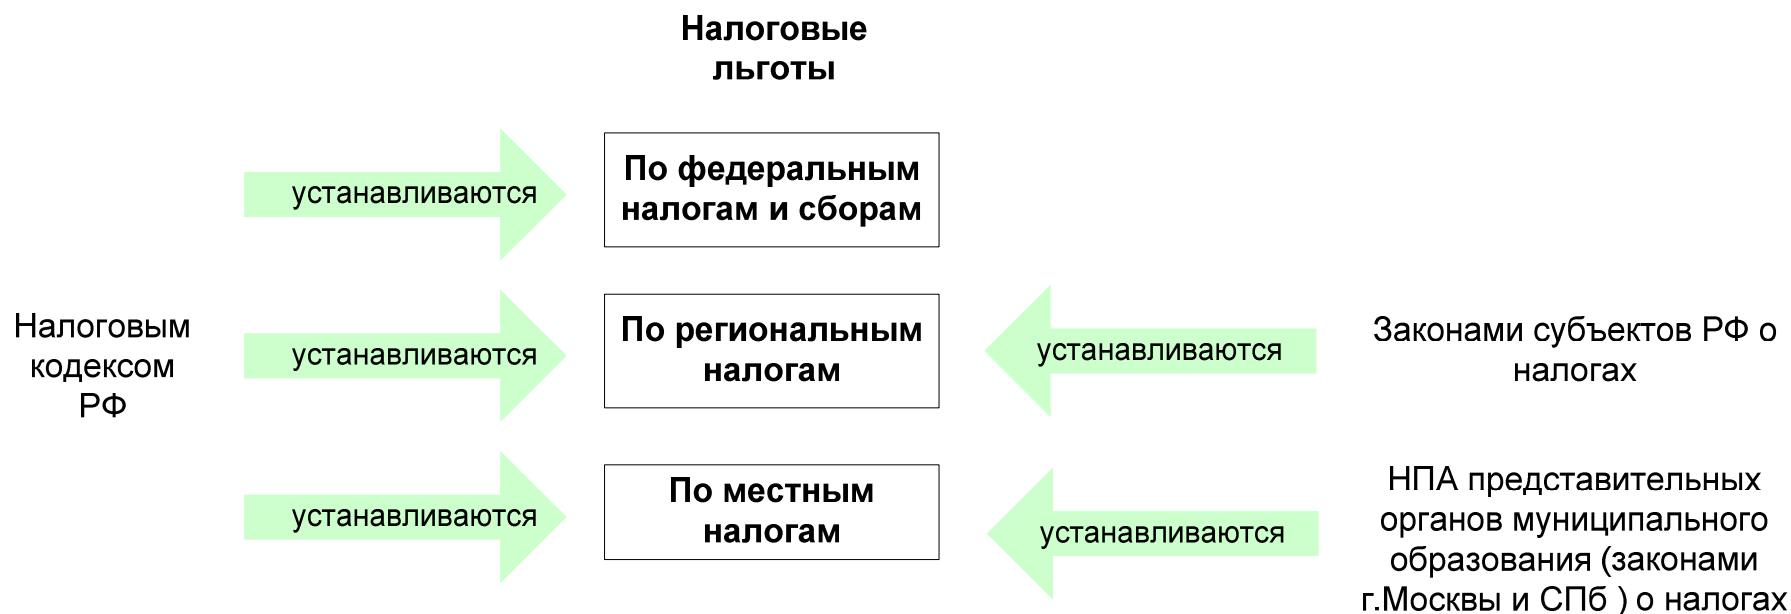 Налоговые
льготы
устанавливаются
По федеральным
налогам и сборам
Налоговым
кодексом
РФ
устанавливаются
По региональным
налогам
устанавливаются
Законами субъектов РФ о
налогах
устанавливаются
По местным
налогам
устанавливаются
НПА представительных
органов муниципального
образования (законами
г.Москвы и СПб ) о налогах